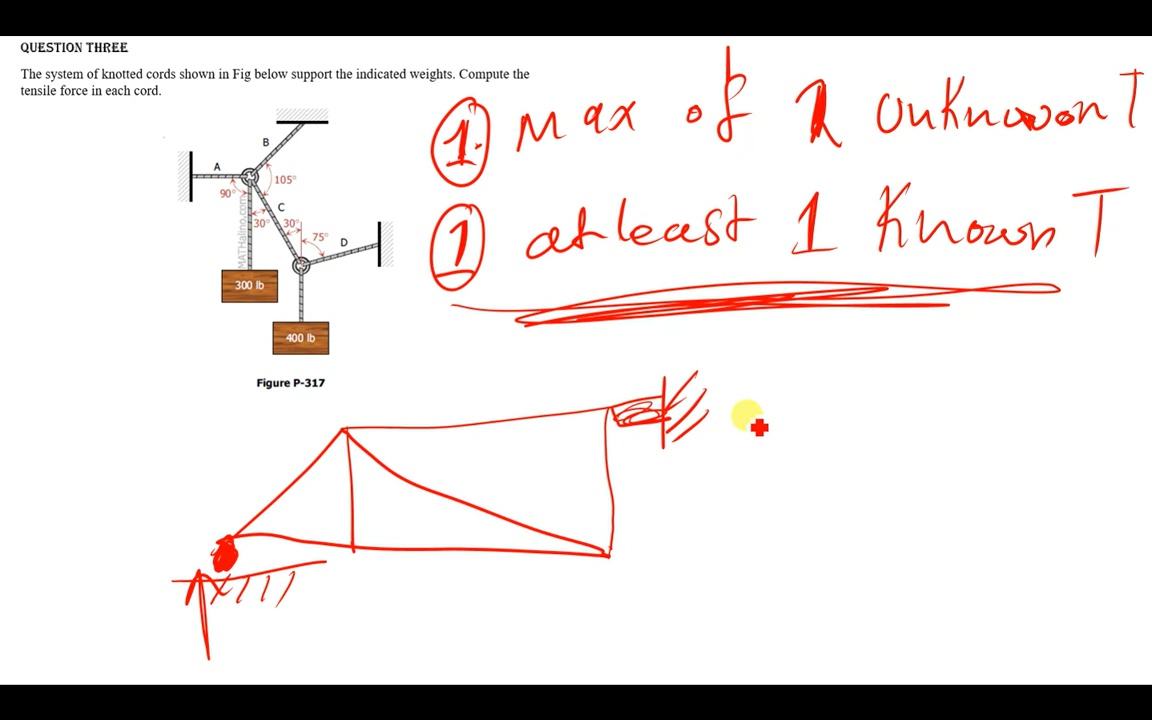 QUESTION THREE
The system of knotted cords shown in Fig below support the indicated weights. Compute the
tensile force in each cord.
① Max of 2 unknown T
① atleast 1 known T
B
A
105°
90°
C
30°
30°
75°
D
MATHalino.com
300 lb
400 lb
Figure P-317